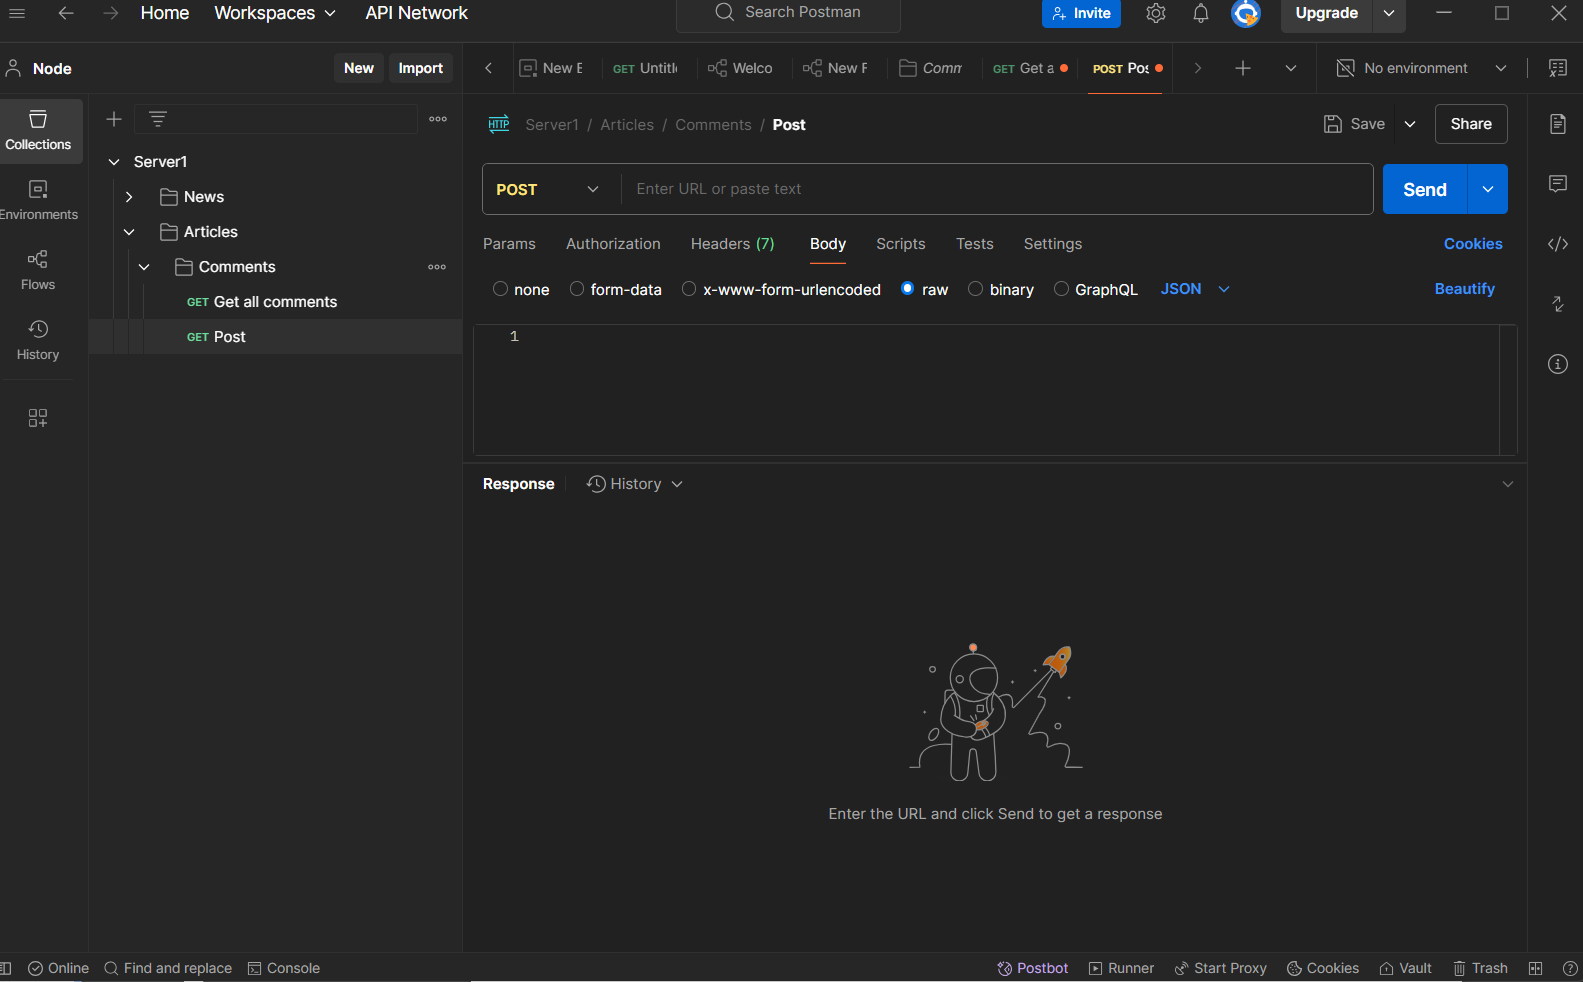 Home Workspaces API Network Search Postman Invite Upgrade
Node New Import
New E GET Untitl Welco New F Comm GET Get a POST Pos No environment
Collections
Environments
Flows
History
Server1
News
Articles
Comments
GET Get all comments
GET Post
HTTP Server1 / Articles / Comments / Post Save Share
POST Enter URL or paste text Send
Params Authorization Headers (7) Body Scripts Tests Settings Cookies
none form-data x-www-form-urlencoded raw binary GraphQL JSON Beautify
1
Response History
Enter the URL and click Send to get a response
Online Find and replace Console Postbot Runner Start Proxy Cookies Vault Trash